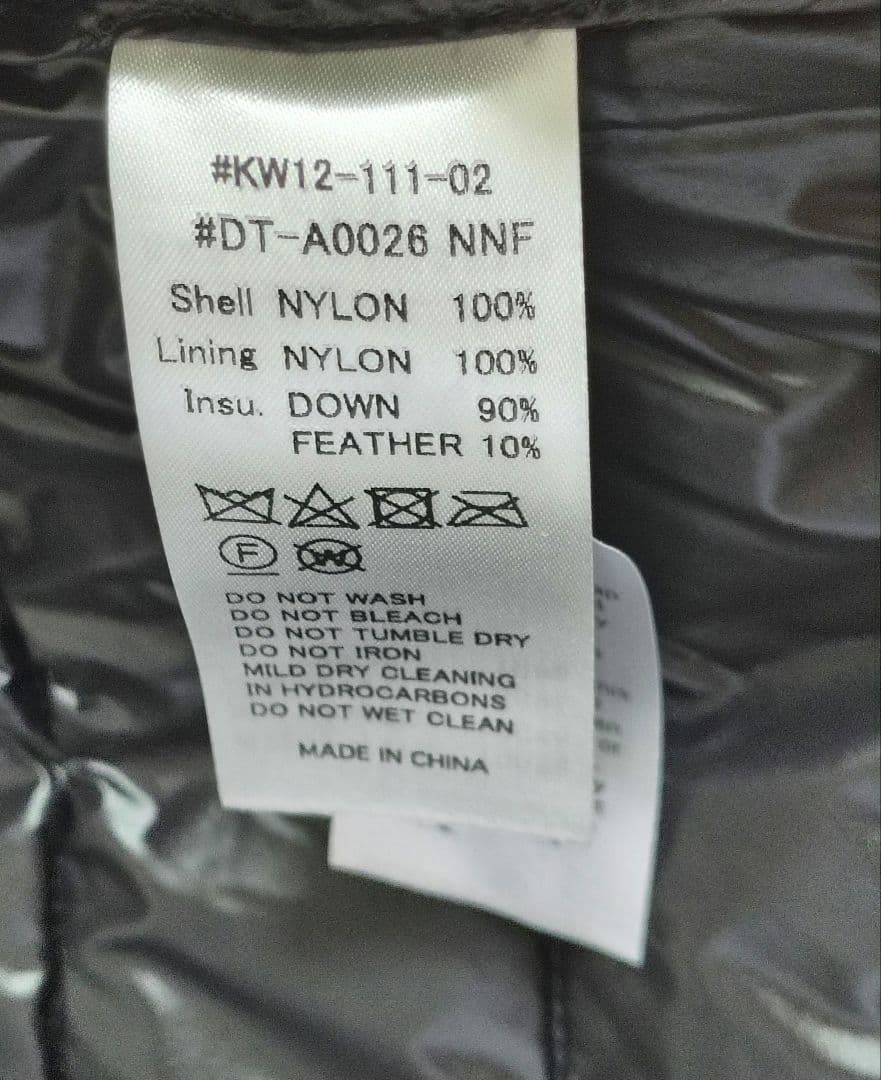 #KW12-111-02
#DT-A0026 NNF
Shell NYLON 100%
Lining NYLON 100%
Insu. DOWN 90%
FEATHER 10%
F W
DO NOT WASH
DO NOT BLEACH
DO NOT TUMBLE DRY
DO NOT IRON
MILD DRY CLEANING
IN HYDROCARBONS
DO NOT WET CLEAN
MADE IN CHINA